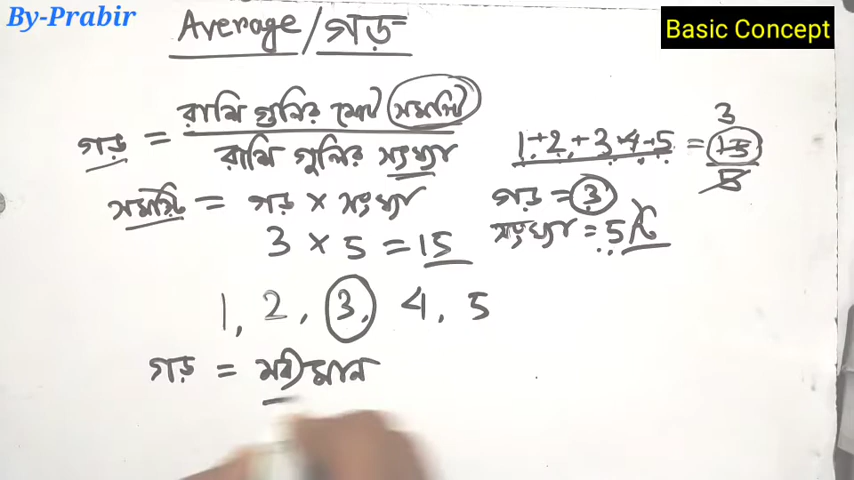 By-Prabir
Average/গড়
Basic Concept
গড় = রাশি গুলির মোট সমষ্টি
রাশি গুলির সংখ্যা
সমষ্টি = গড় × সংখ্যা
3 × 5 = 15
1, 2, 3, 4, 5
গড় = মধ্যমান
3
1+2+3+4+5 = 15
5
গড় = 3
সংখ্যা = 5